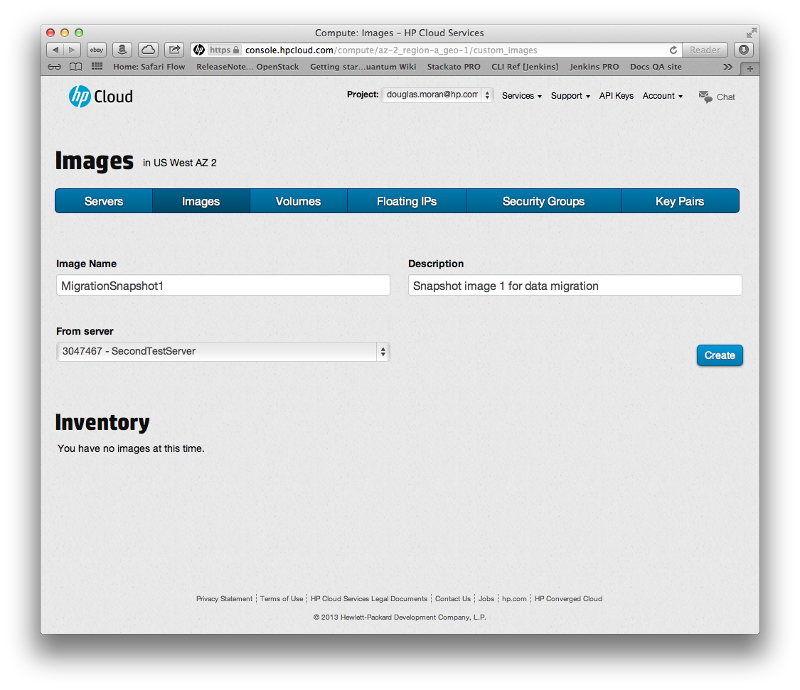 Compute: Images – HP Cloud Services
ebay https console.hpcloud.com/compute/az-2_region-a_geo-1/custom_images Reader
Home: Safari Flow ReleaseNote... OpenStack Getting star...uantum Wiki Stackato PRO CLI Ref [Jenkins] Jenkins PRO Docs QA site
hp Cloud Project: douglas.moran@hp.com Services Support API Keys Account Chat
Images in US West AZ 2
Servers Images Volumes Floating IPs Security Groups Key Pairs
Image Name Description
MigrationSnapshot1 Snapshot image 1 for data migration
From server
3047467 - SecondTestServer Create
Inventory
You have no images at this time.
Privacy Statement Terms of Use HP Cloud Services Legal Documents Contact Us Jobs hp.com HP Converged Cloud
© 2013 Hewlett-Packard Development Company, L.P.